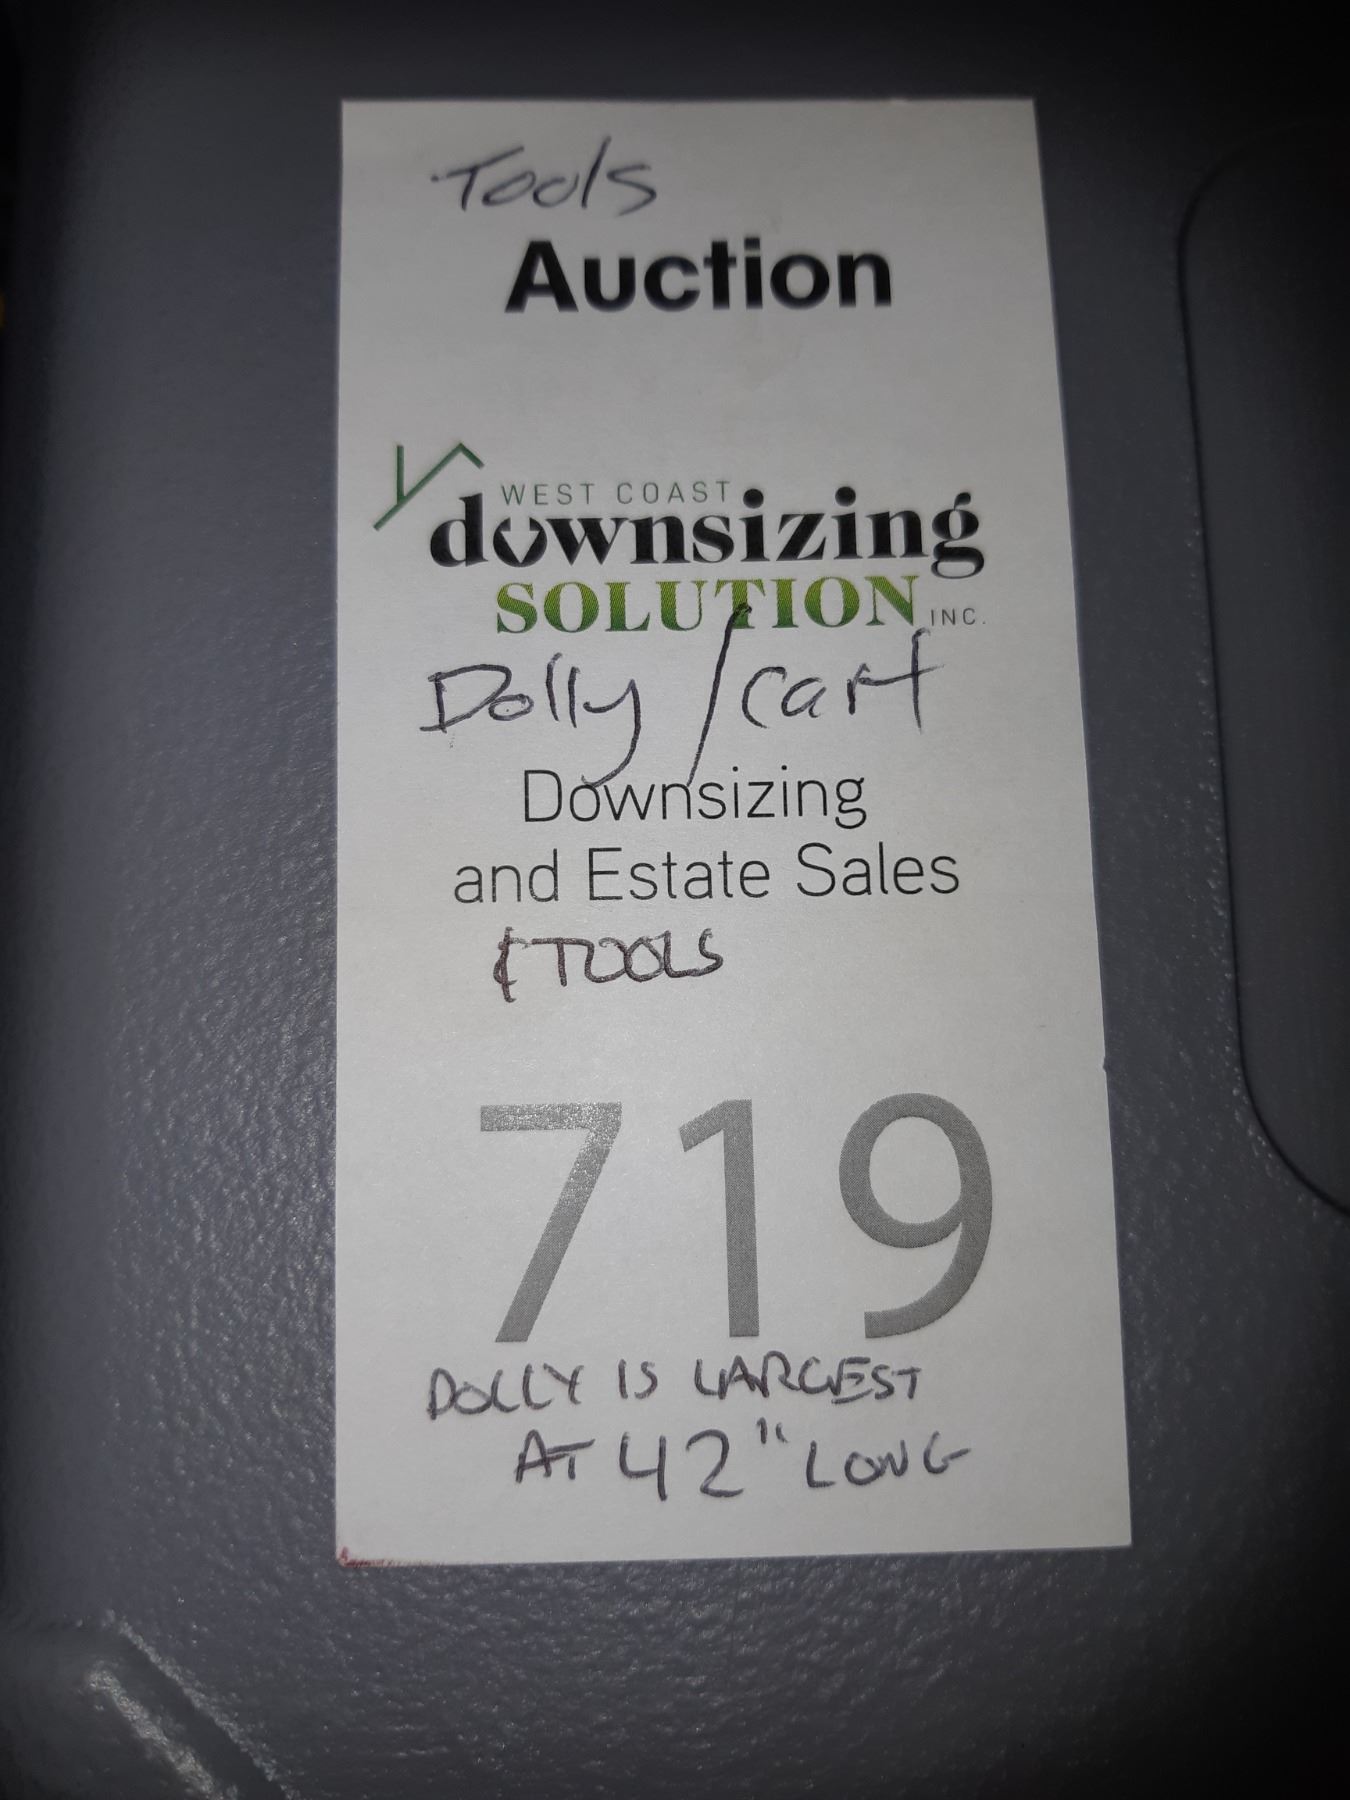 Tools
Auction
WEST COAST
downsizing
SOLUTION INC.
Dolly / cart
Downsizing
and Estate Sales
& TOOLS
719
DOLLY IS LARGEST
AT 42" LONG